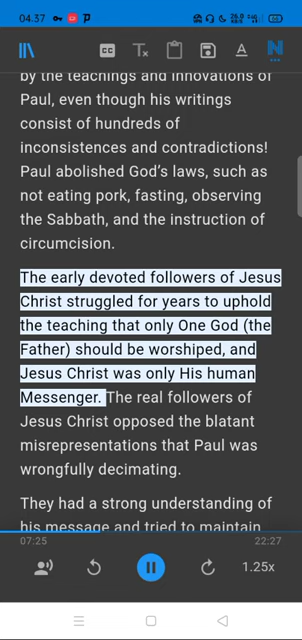 04.37
CC
by the teachings and innovations of
Paul, even though his writings
consist of hundreds of
inconsistences and contradictions!
Paul abolished God's laws, such as
not eating pork, fasting, observing
the Sabbath, and the instruction of
circumcision.
The early devoted followers of Jesus
Christ struggled for years to uphold
the teaching that only One God (the
Father) should be worshiped, and
Jesus Christ was only His human
Messenger. The real followers of
Jesus Christ opposed the blatant
misrepresentations that Paul was
wrongfully decimating.
They had a strong understanding of
his message and tried to maintain
07:25
22:27
1.25x